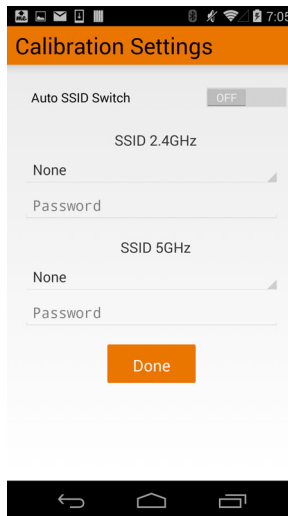 7:05
Calibration Settings
Auto SSID Switch
OFF
SSID 2.4GHz
None
Password
SSID 5GHz
None
Password
Done